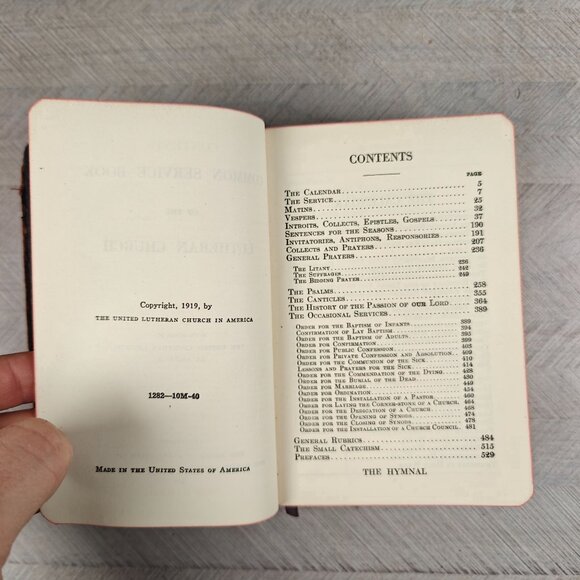 Copyright, 1919, by
THE UNITED LUTHERAN CHURCH IN AMERICA
1282—10M—40
MADE IN THE UNITED STATES OF AMERICA
CONTENTS
PAGE
THE CALENDAR 5
THE SERVICE 7
MATINS 25
VESPERS 32
INTROITS, COLLECTS, EPISTLES, GOSPELS 37
SENTENCES FOR THE SEASONS 190
INVITATORIES, ANTIPHONS, RESPONSORIES 191
COLLECTS AND PRAYERS 207
GENERAL PRAYERS 236
THE LITANY 236
THE SUFFRAGES 242
THE BIDDING PRAYER 249
THE PSALMS 258
THE CANTICLES 355
THE HISTORY OF THE PASSION OF OUR LORD 364
THE OCCASIONAL SERVICES 389
ORDER FOR THE BAPTISM OF INFANTS 389
CONFIRMATION OF LAY BAPTISM 394
ORDER FOR THE BAPTISM OF ADULTS 395
ORDER FOR CONFIRMATION
ORDER FOR PUBLIC CONFESSION 403
ORDER FOR PRIVATE CONFESSION AND ABSOLUTION
ORDER FOR THE COMMUNION OF THE SICK 410
LESSONS AND PRAYERS FOR THE SICK 414
ORDER FOR THE COMMENDATION OF THE DYING 428
ORDER FOR THE BURIAL OF THE DEAD 430
ORDER FOR MARRIAGE
ORDER FOR ORDINATION 454
ORDER FOR THE INSTALLATION OF A PASTOR 460
ORDER FOR LAYING THE CORNER-STONE OF A CHURCH 464
ORDER FOR THE DEDICATION OF A CHURCH 468
ORDER FOR THE OPENING OF SYNODS 474
ORDER FOR THE CLOSING OF SYNODS 478
ORDER FOR THE INSTALLATION OF A CHURCH COUNCIL 481
GENERAL RUBRICS 484
THE SMALL CATECHISM 515
PREFACES 529
THE HYMNAL